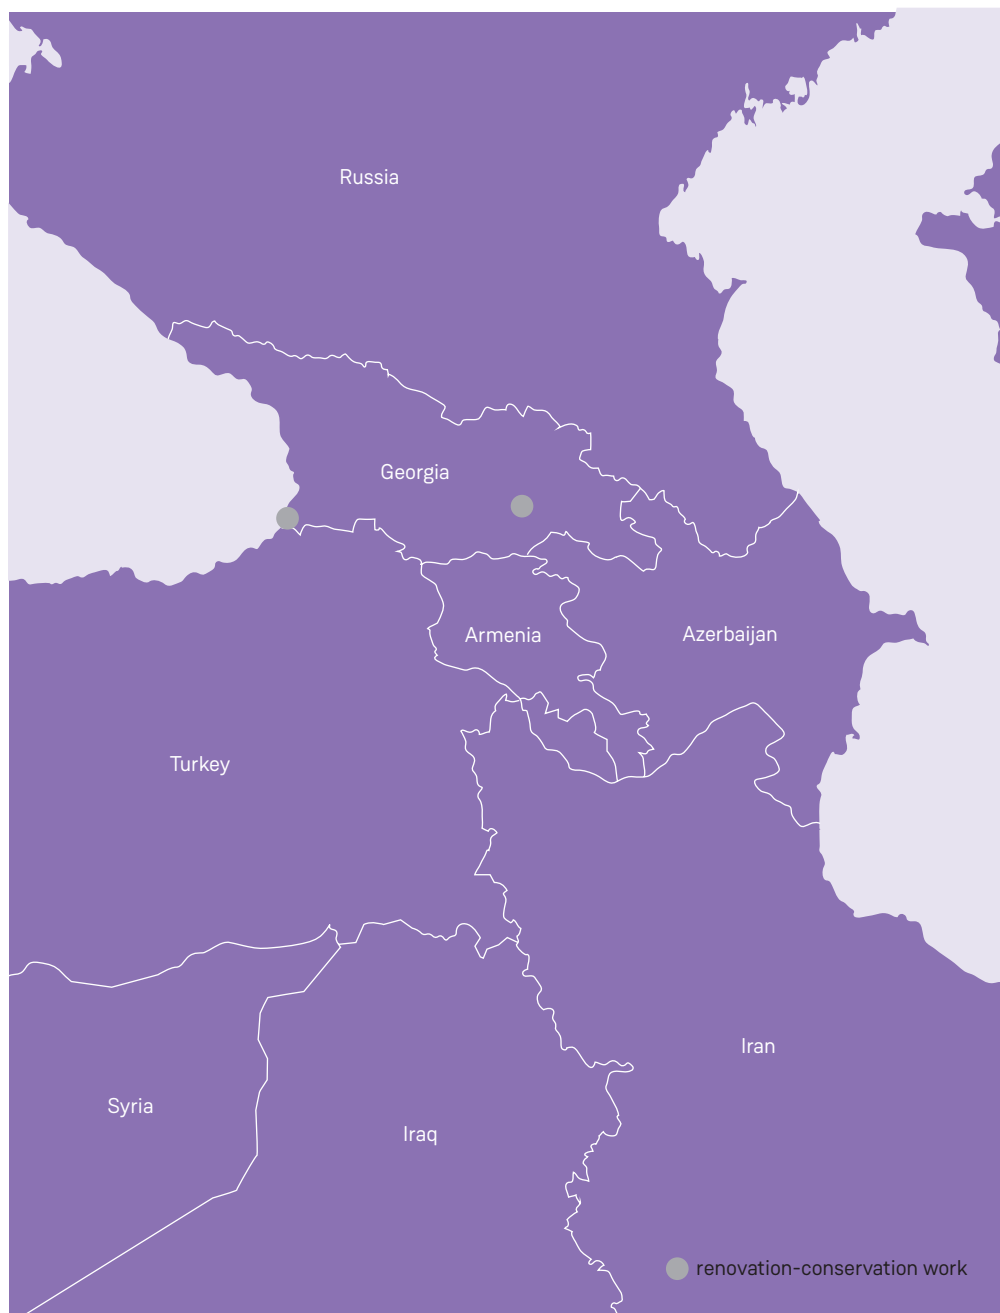 Russia
Georgia
Armenia
Azerbaijan
Turkey
Iran
Syria
Iraq
renovation-conservation work